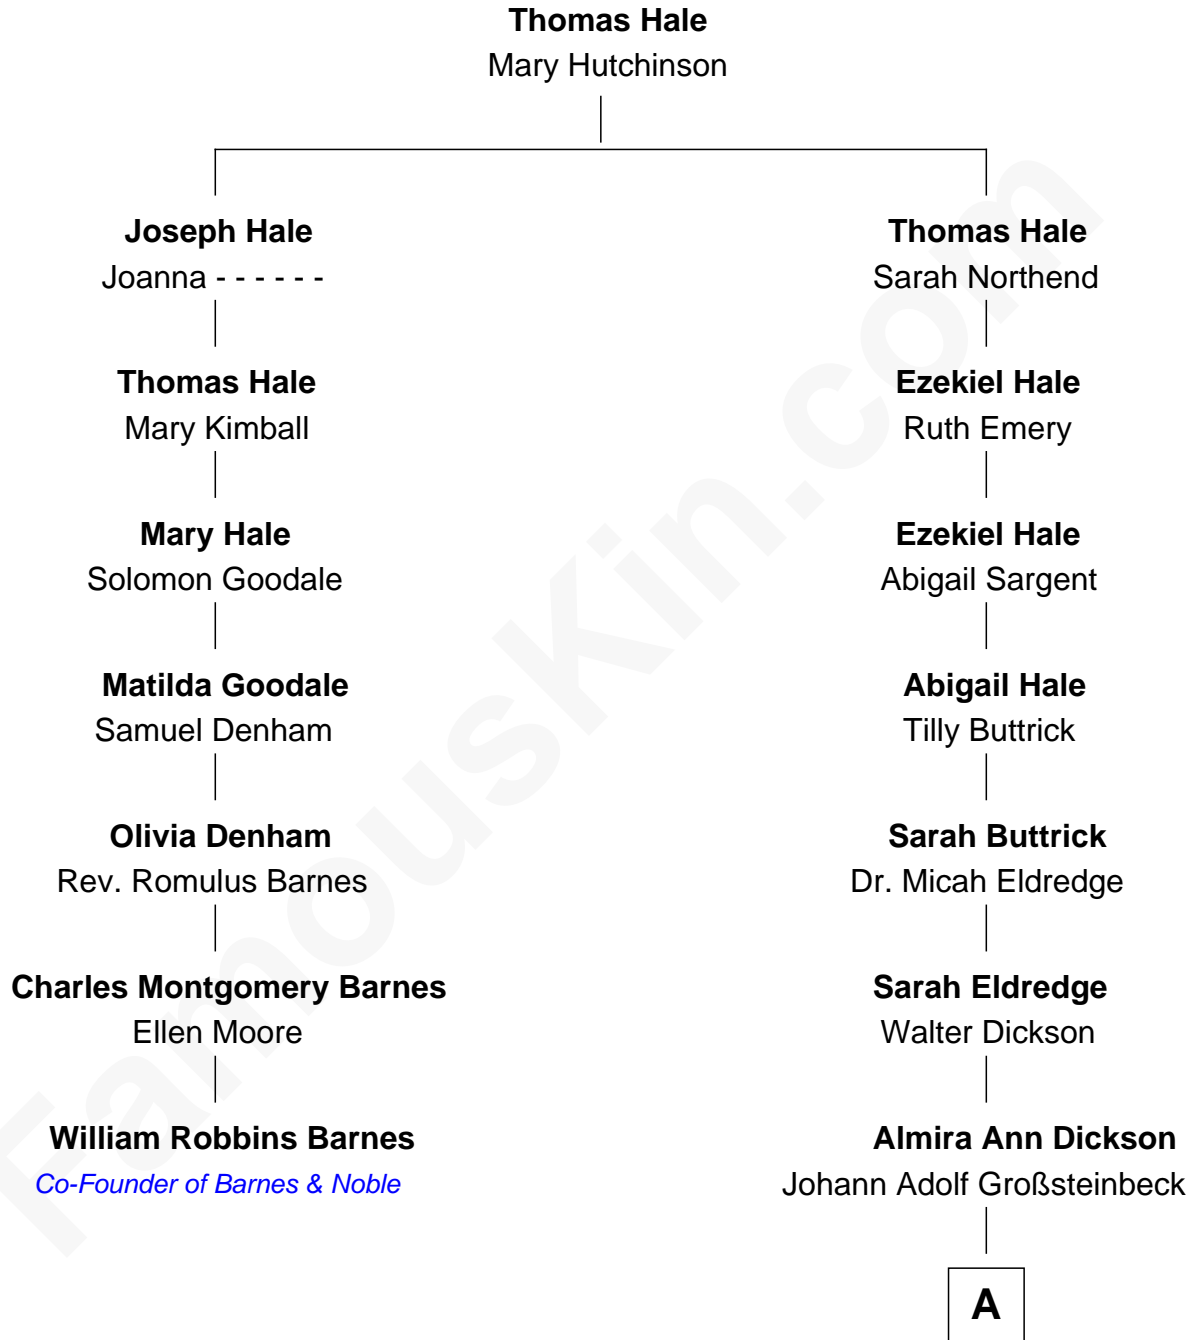 Thomas Hale
Mary Hutchinson
Joseph Hale
Joanna - - - - - -
Thomas Hale
Sarah Northend
Thomas Hale
Mary Kimball
Ezekiel Hale
Ruth Emery
Mary Hale
Solomon Goodale
Ezekiel Hale
Abigail Sargent
Matilda Goodale
Samuel Denham
Abigail Hale
Tilly Buttrick
Olivia Denham
Rev. Romulus Barnes
Sarah Buttrick
Dr. Micah Eldredge
Charles Montgomery Barnes
Ellen Moore
Sarah Eldredge
Walter Dickson
William Robbins Barnes
Co-Founder of Barnes & Noble
Almira Ann Dickson
Johann Adolf Großsteinbeck
A
FamousKin.com